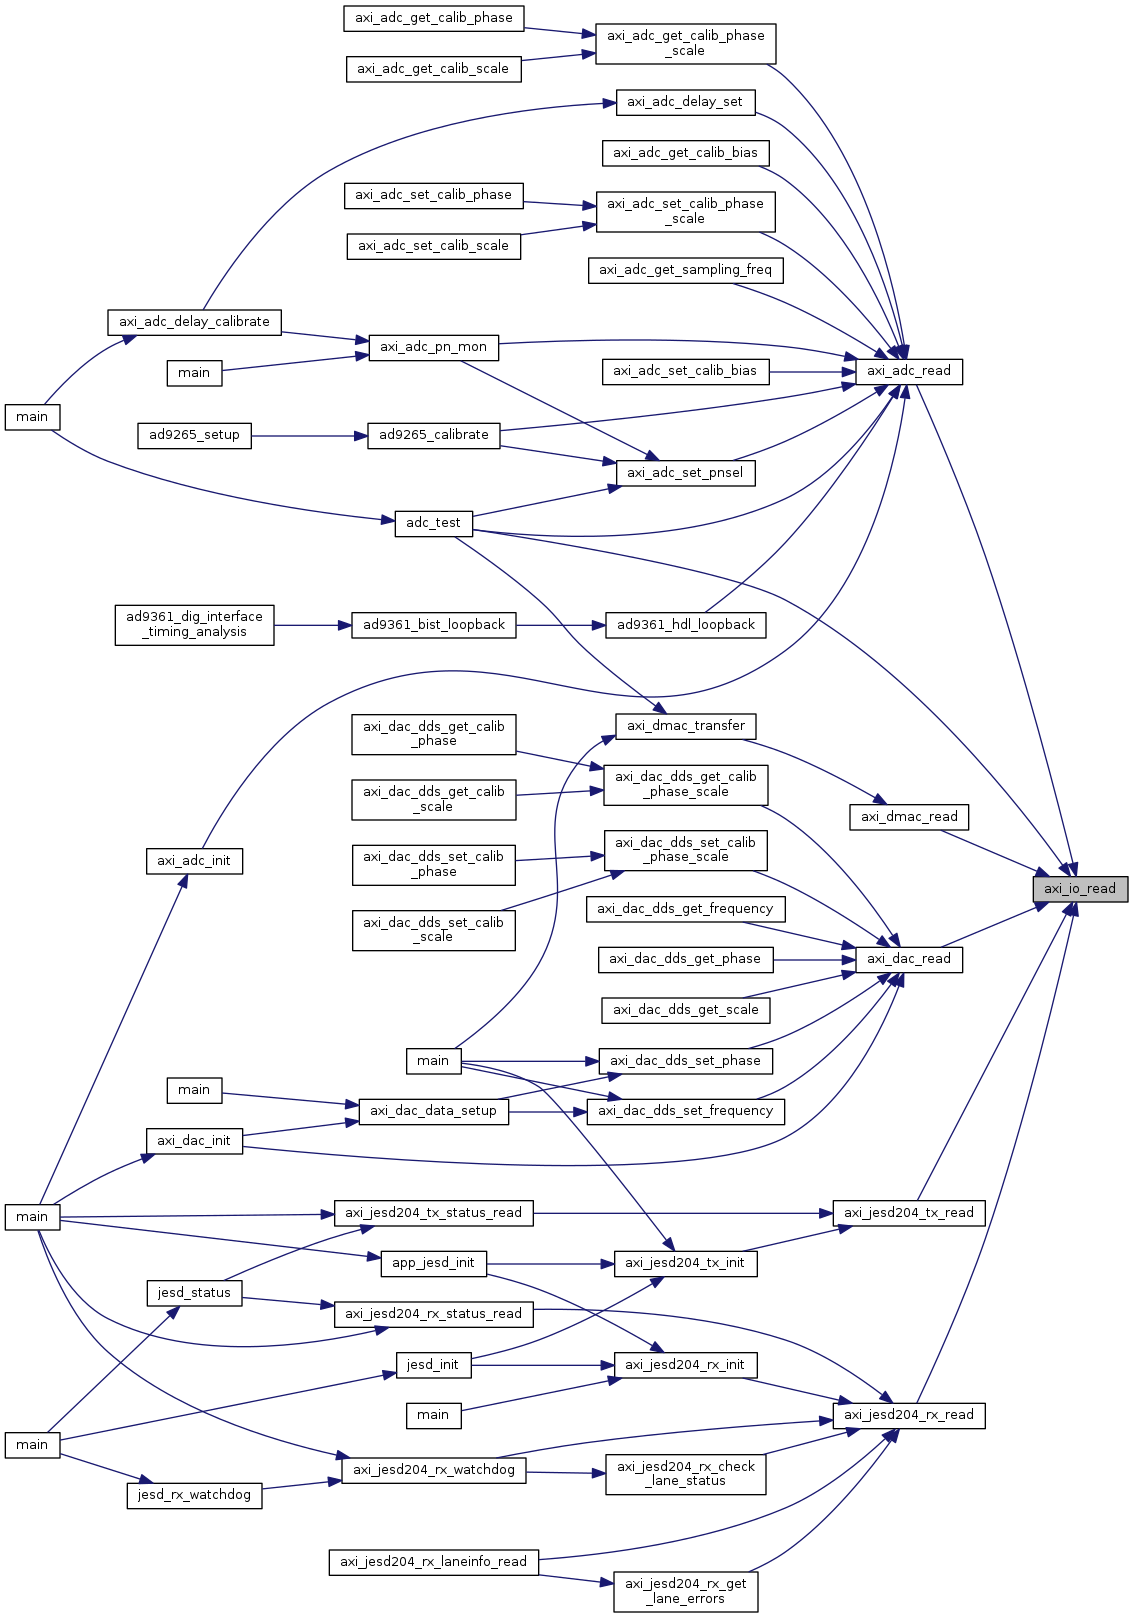 axi_adc_get_calib_phase
axi_adc_get_calib_phase
_scale
axi_adc_get_calib_scale
axi_adc_delay_set
axi_adc_get_calib_bias
axi_adc_set_calib_phase
axi_adc_set_calib_phase
_scale
axi_adc_set_calib_scale
axi_adc_get_sampling_freq
axi_adc_delay_calibrate
axi_adc_pn_mon
main
axi_adc_set_calib_bias
axi_adc_read
main
ad9265_setup
ad9265_calibrate
axi_adc_set_pnsel
adc_test
ad9361_dig_interface
_timing_analysis
ad9361_bist_loopback
ad9361_hdl_loopback
axi_dmac_transfer
axi_dac_dds_get_calib
_phase
axi_dac_dds_get_calib
_phase_scale
axi_dac_dds_get_calib
_scale
axi_dmac_read
axi_adc_init
axi_dac_dds_set_calib
_phase
axi_dac_dds_set_calib
_phase_scale
axi_io_read
axi_dac_dds_set_calib
_scale
axi_dac_dds_get_frequency
axi_dac_dds_get_phase
axi_dac_read
axi_dac_dds_get_scale
main
axi_dac_dds_set_phase
main
axi_dac_data_setup
axi_dac_dds_set_frequency
axi_dac_init
main
axi_jesd204_tx_status_read
axi_jesd204_tx_read
app_jesd_init
axi_jesd204_tx_init
jesd_status
axi_jesd204_rx_status_read
jesd_init
axi_jesd204_rx_init
main
axi_jesd204_rx_read
main
axi_jesd204_rx_watchdog
axi_jesd204_rx_check
_lane_status
jesd_rx_watchdog
axi_jesd204_rx_laneinfo_read
axi_jesd204_rx_get
_lane_errors